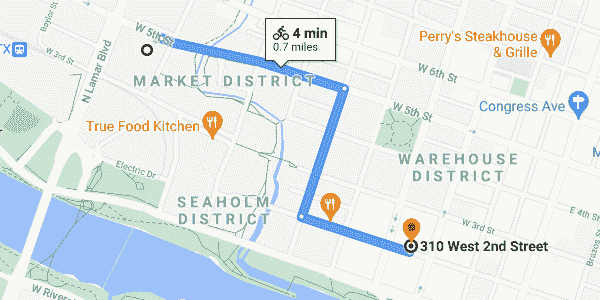 Baylor St
W 5th St
4 min
0.7 miles
Perry's Steakhouse
& Grille
TX
W 3rd St
N Lamar Blvd
MARKET DISTRICT
W 6th St
W 5th St
Congress Ave
True Food Kitchen
WAREHOUSE
DISTRICT
Electric Dr
SEAHOLM
DISTRICT
W 3rd St
E 4th St
310 West 2nd Street
Brazos
W Riversi